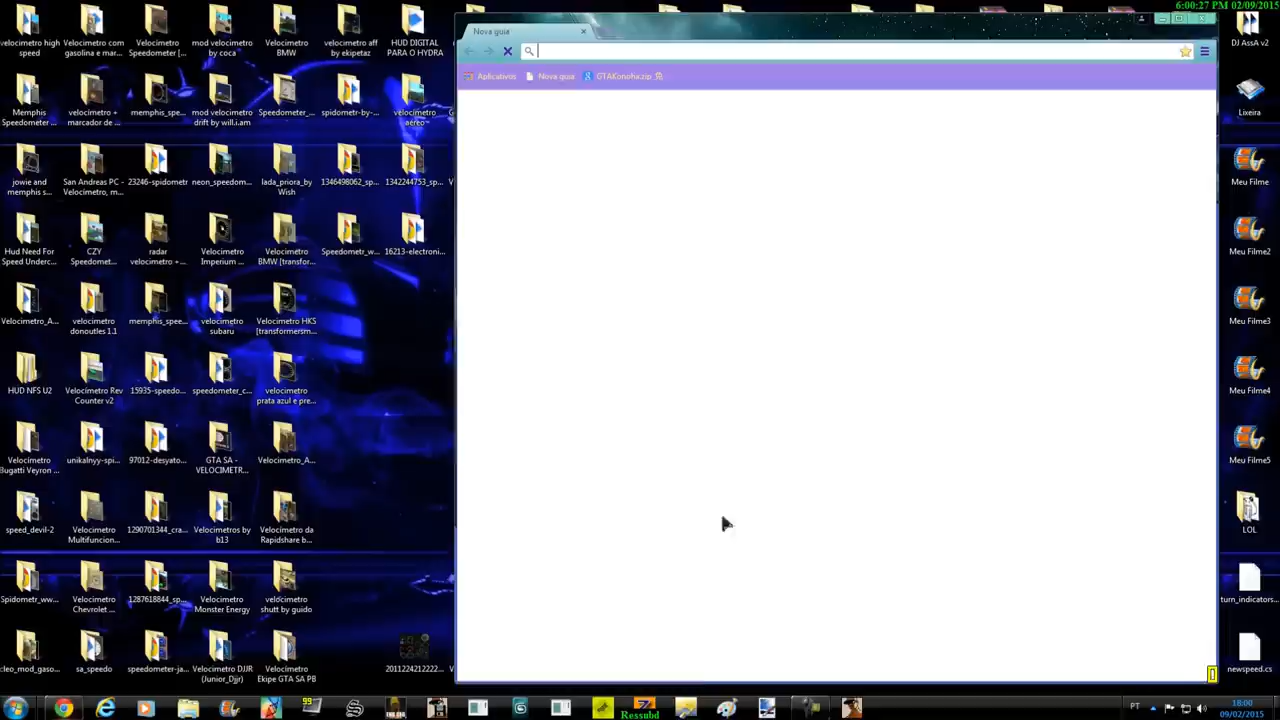 6:00:27 PM 02/09/2015
Nova guia
Aplicativos Nova guia GTAKonoha.zip
velocimetro high speed
Velocimetro com gasolina e mar...
Velocimetro Speedometer [...
mod velocimetro by coca
Velocimetro BMW
velocimetro aff by ekipetaz
HUD DIGITAL PARA O HYDRA
DJ AssA v2
Memphis Speedometer ...
velocimetro + marcador de ...
memphis_spe...
mod velocimetro drift by will.i.am
Speedometer_...
spidometr-by-...
velocimetro aereo~
Lixeira
jowie and memphis s...
San Andreas PC - Velocímetro, m...
23246-spidometr
neon_speedom...
lada_priora_by Wish
1346498062_sp...
1342244753_sp...
Meu Filme
Hud Need For Speed Underc...
CZY Speedomet...
radar velocimetro +...
Velocimetro Imperium ...
Velocimetro BMW [transfor...
Speedometr_w...
16213-electroni...
Meu Filme2
Velocimetro_A...
velocimetro donoutles 1.1
memphis_spee...
velocimetro subaru
Velocimetro HKS [transformersm...
Meu Filme3
HUD NFS U2
Velocímetro Rev Counter v2
15935-speedo...
speedometer_c...
velocimetro prata azul e pre...
Meu Filme4
Velocimetro Bugatti Veyron ...
unikalnyy-spi...
97012-desyato...
GTA SA - VELOCIMETR...
Velocimetro_A...
Meu Filme5
speed_devil-2
Velocimetro Multifuncion...
1290701344_cra...
Velocimetros by b13
Velocimetro da Rapidshare b...
LOL
Spidometr_ww...
Velocimetro Chevrolet ...
1287618844_sp...
Velocimetro Monster Energy
velocimetro shutt by guido
turn_indicators...
cleo_mod_gaso...
sa_speedo
speedometer-ja...
Velocimetro DJJR (Junior_Djjr)
Velocimetro Ekipe GTA SA PB
2011224212222...
newspeed.cs
99
Ressubd
PT
18:00
09/02/2015